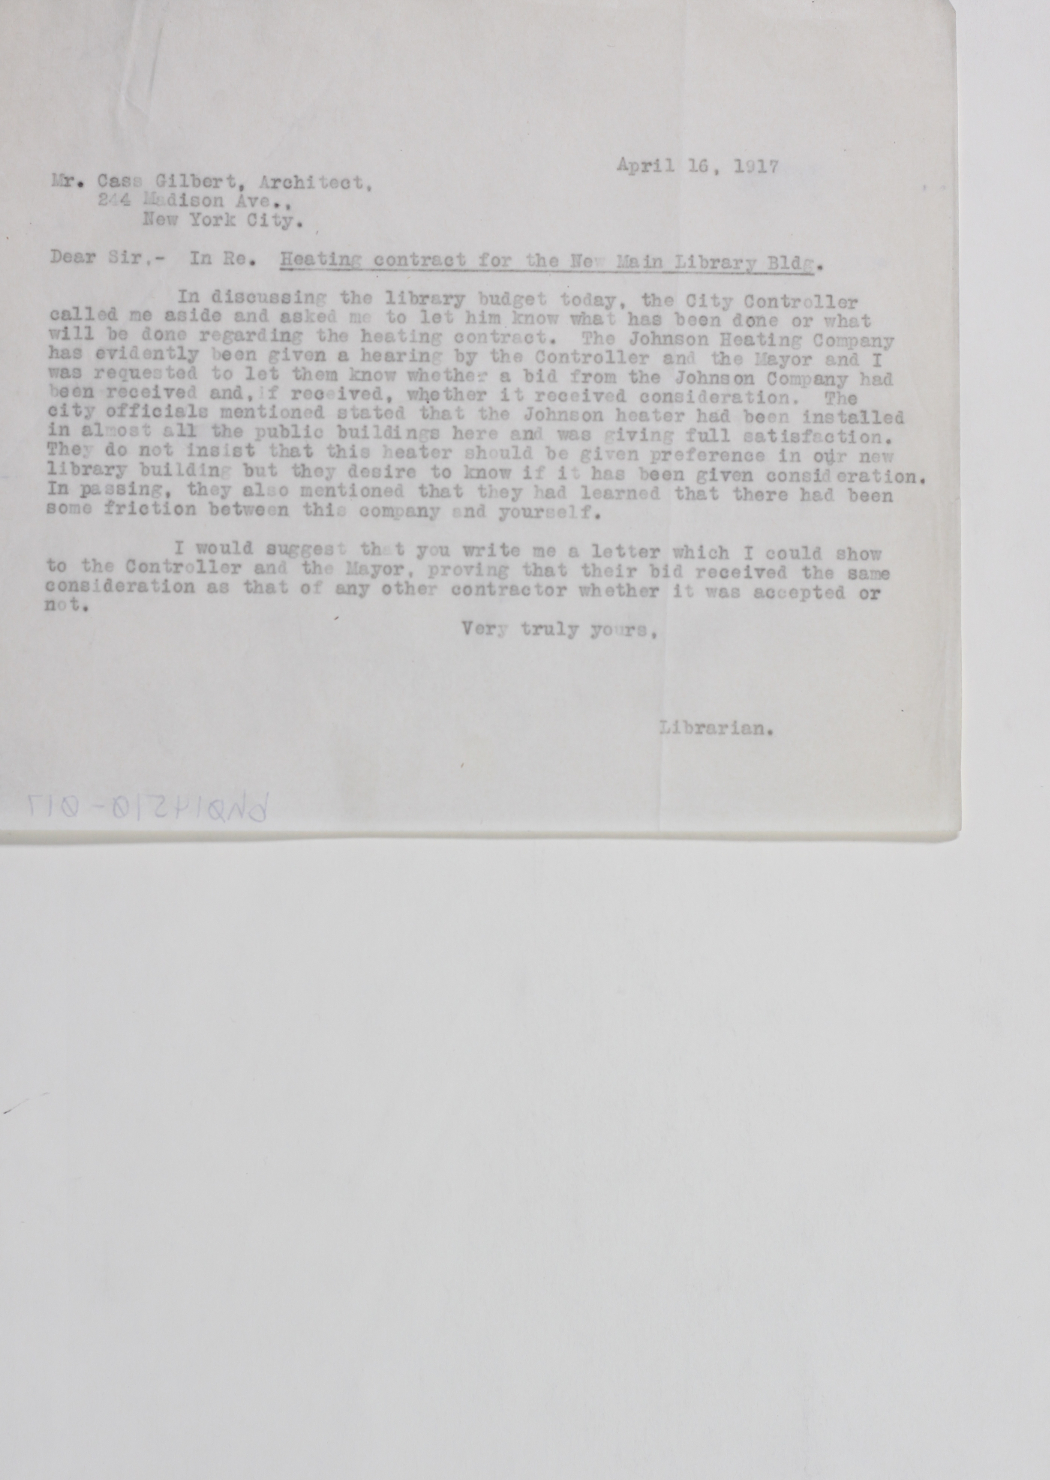 April 16, 1917
Mr. Cass Gilbert, Architect,
244 Madison Ave.,
New York City.
Dear Sir,- In Re. Heating contract for the New Main Library Bldg.
In discussing the library budget today, the City Controller
called me aside and asked me to let him know what has been done or what
will be done regarding the heating contract. The Johnson Heating Company
has evidently been given a hearing by the Controller and the Mayor and I
was requested to let them know whether a bid from the Johnson Company had
been received and, if received, whether it received consideration. The
city officials mentioned stated that the Johnson heater had been installed
in almost all the public buildings here and was giving full satisfaction.
They do not insist that this heater should be given preference in our new
library building but they desire to know if it has been given consideration.
In passing, they also mentioned that they had learned that there had been
some friction between this company and yourself.
I would suggest that you write me a letter which I could show
to the Controller and the Mayor, proving that their bid received the same
consideration as that of any other contractor whether it was accepted or
not.
Very truly yours,
Librarian.